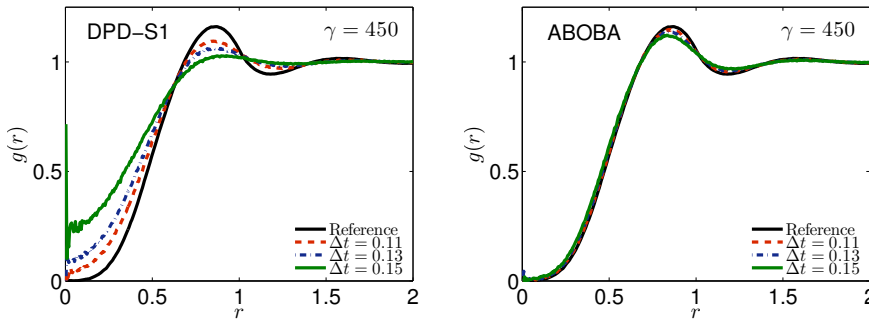 DPD-S1
γ = 450
1
0.5
0
g(r)
Reference
Δt = 0.11
Δt = 0.13
Δt = 0.15
0 0.5 1 1.5 2
r
ABOBA
γ = 450
1
0.5
0
g(r)
Reference
Δt = 0.11
Δt = 0.13
Δt = 0.15
0 0.5 1 1.5 2
r